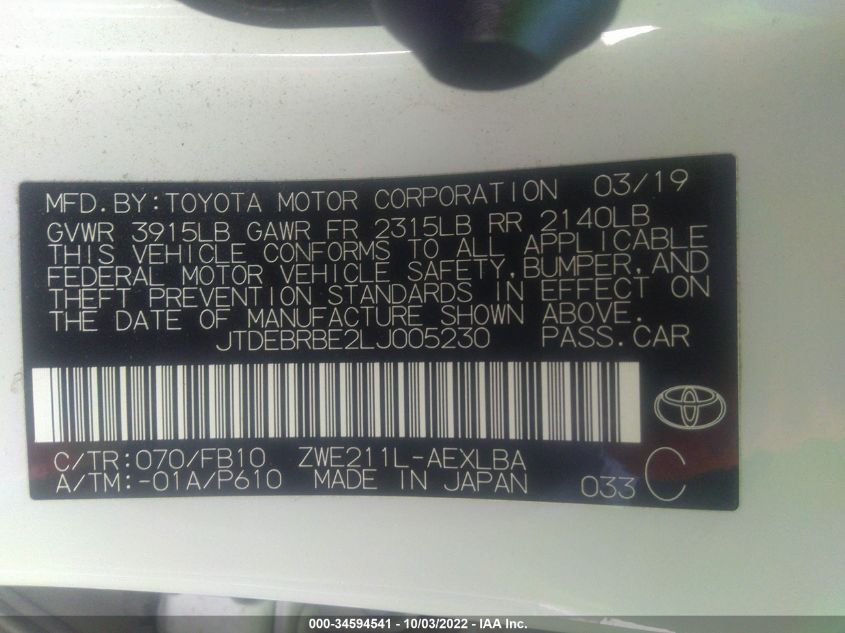 MFD.BY:TOYOTA MOTOR CORPORATION 03/19
GVWR 3915LB GAWR FR 2315LB RR 2140LB
THIS VEHICLE CONFORMS TO ALL APPLICABLE
FEDERAL MOTOR VEHICLE SAFETY,BUMPER,AND
THEFT PREVENTION STANDARDS IN EFFECT ON
THE DATE OF MANUFACTURE SHOWN ABOVE.
JTDEBRBE2LJ005230 PASS.CAR
C/TR:070/FB10 ZWE211L-AEXLBA
A/TM:-01A/P610 MADE IN JAPAN 033 C
000-34594541 - 10/03/2022 - IAA Inc.